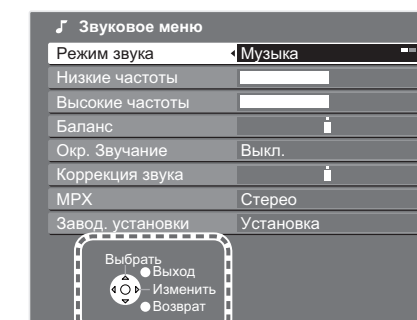 Звуковое меню
Режим звука Музыка
Низкие частоты
Высокие частоты
Баланс
Окр. Звучание Выкл.
Коррекция звука
MPX Стерео
Завод. установки Установка
Выбрать
Выход
Изменить
Возврат